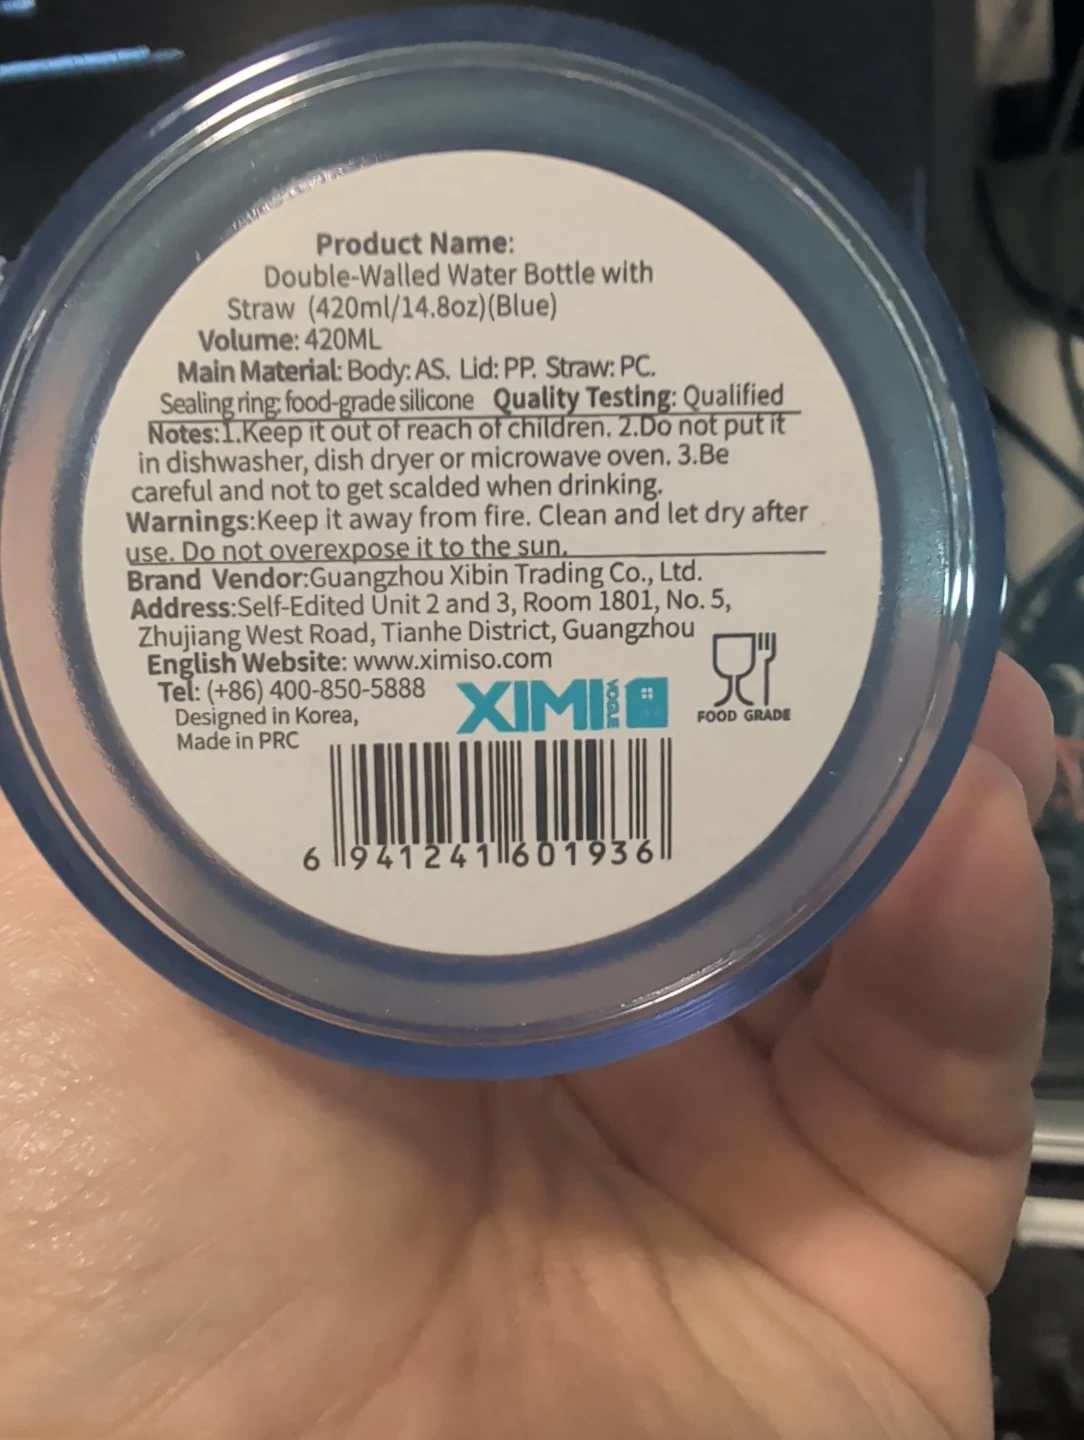 Product Name:
Double-Walled Water Bottle with
Straw (420ml/14.8oz)(Blue)
Volume: 420ML
Main Material: Body: AS. Lid: PP. Straw: PC.
Sealing ring: food-grade silicone Quality Testing: Qualified
Notes:1.Keep it out of reach of children. 2.Do not put it
in dishwasher, dish dryer or microwave oven. 3.Be
careful and not to get scalded when drinking.
Warnings:Keep it away from fire. Clean and let dry after
use. Do not overexpose it to the sun.
Brand Vendor:Guangzhou Xibin Trading Co., Ltd.
Address:Self-Edited Unit 2 and 3, Room 1801, No. 5,
Zhujiang West Road, Tianhe District, Guangzhou
English Website: www.ximiso.com
Tel: (+86) 400-850-5888
Designed in Korea,
Made in PRC
XIMI VOGUE
FOOD GRADE
6 941241 601936